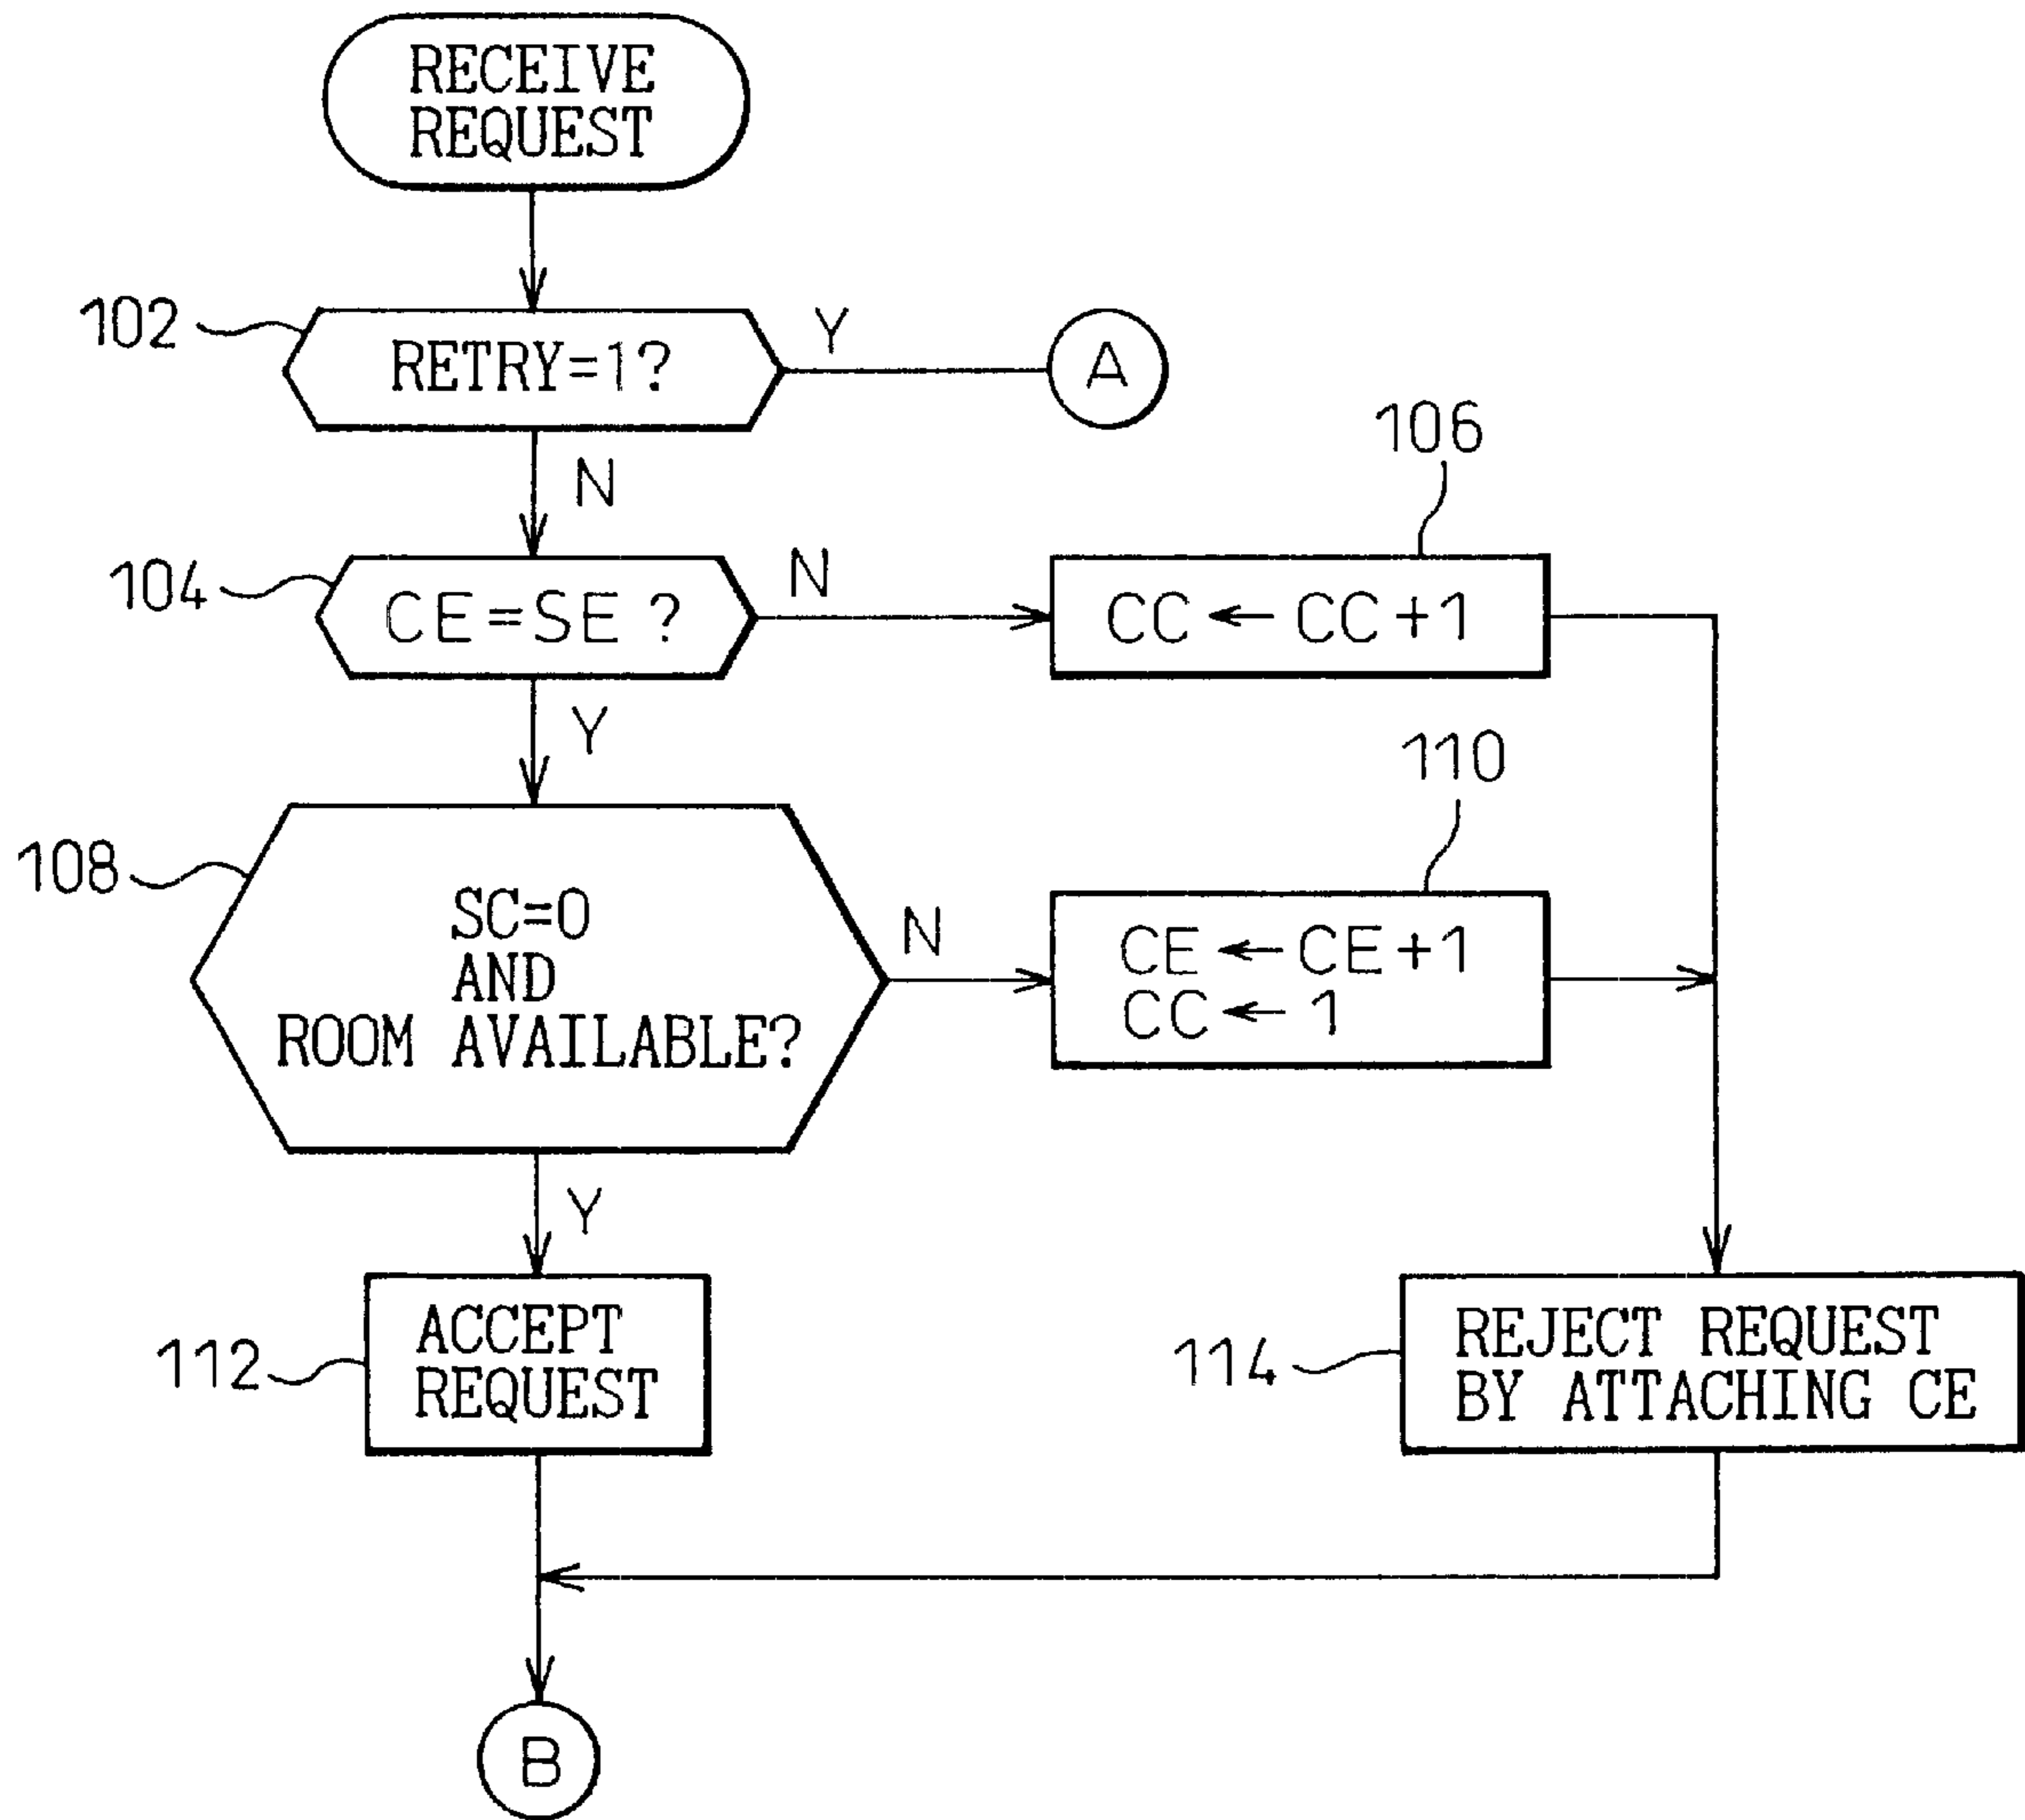 RECEIVE
REQUEST
102
RETRY=1?
Y
A
N
106
104
CE=SE ?
N
CC ← CC+1
Y
110
108
SC=0
AND
ROOM AVAILABLE?
N
CE ← CE+1
CC ← 1
Y
112
ACCEPT
REQUEST
114
REJECT REQUEST
BY ATTACHING CE
B